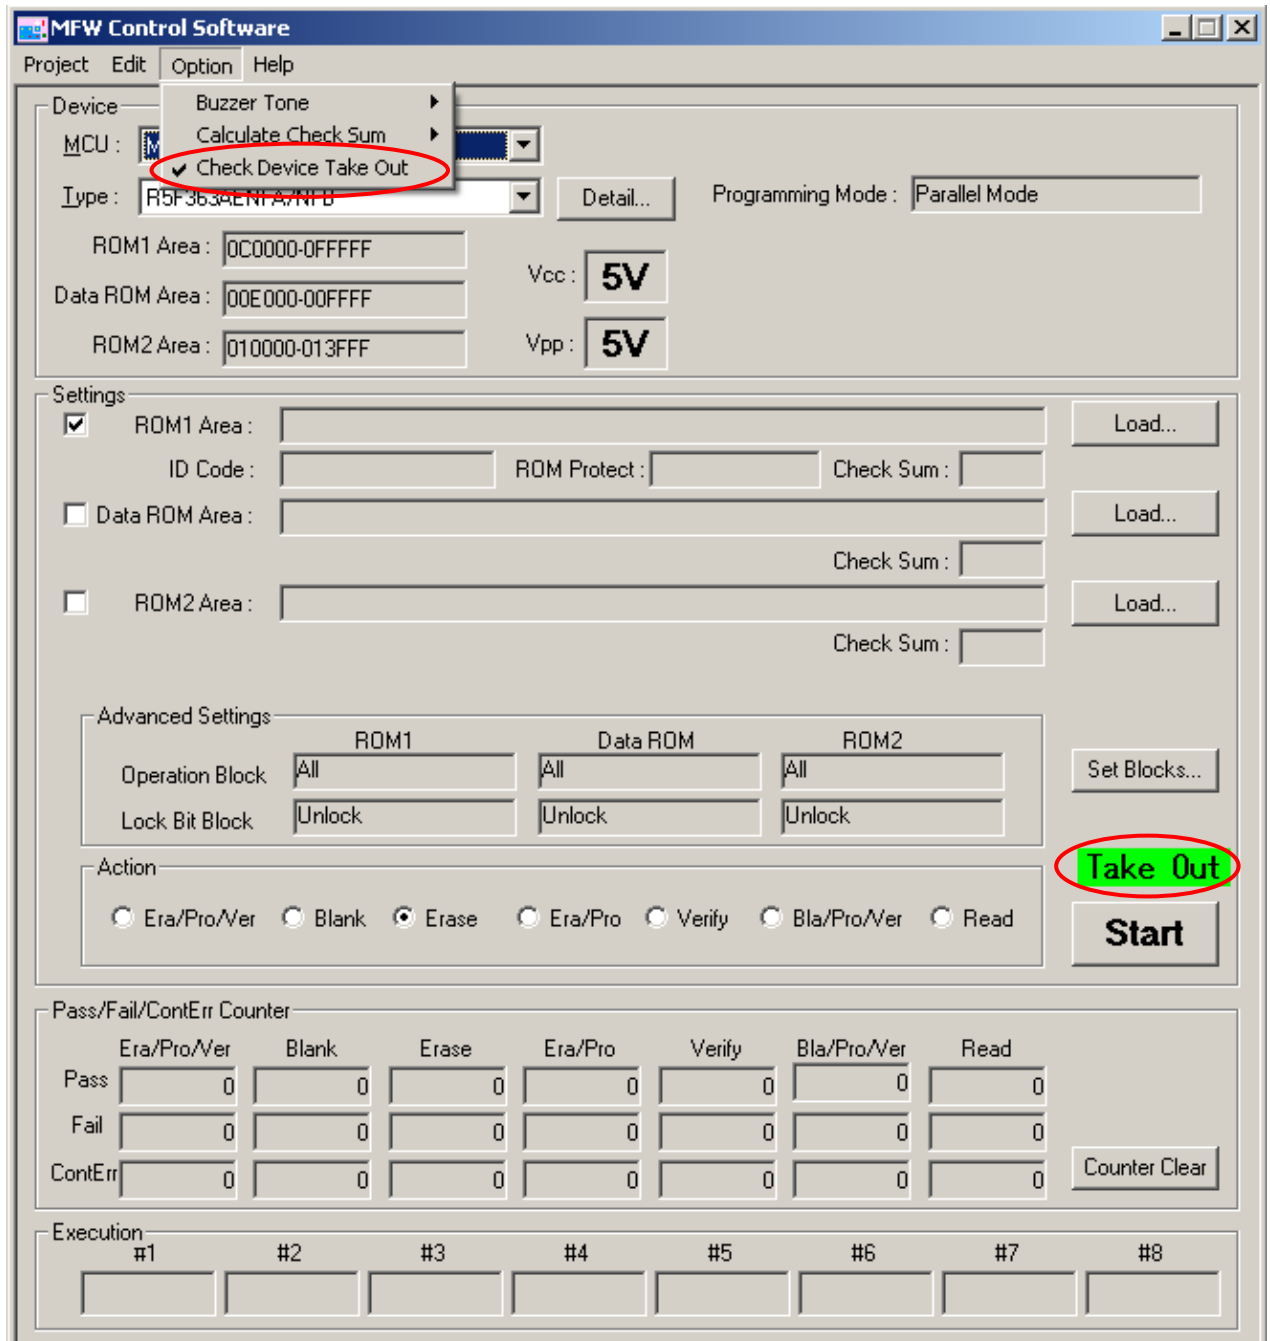 MFW Control Software
Project Edit Option Help
Buzzer Tone
Calculate Check Sum
Check Device Take Out
Device
MCU :
Type : Detail... Programming Mode : Parallel Mode
ROM1 Area : 0C0000-0FFFFF
Vcc : 5V
Data ROM Area : 00E000-00FFFF
ROM2 Area : 010000-013FFF Vpp : 5V
Settings
ROM1 Area : Load...
ID Code : ROM Protect : Check Sum :
Data ROM Area : Load...
Check Sum :
ROM2 Area : Load...
Check Sum :
Advanced Settings
ROM1 Data ROM ROM2
Operation Block All All All Set Blocks...
Lock Bit Block Unlock Unlock Unlock
Take Out
Action
Era/Pro/Ver Blank Erase Era/Pro Verify Bla/Pro/Ver Read
Start
Pass/Fail/ContErr Counter
Era/Pro/Ver Blank Erase Era/Pro Verify Bla/Pro/Ver Read
Pass 0 0 0 0 0 0 0
Fail 0 0 0 0 0 0 0
ContErr 0 0 0 0 0 0 0 Counter Clear
Execution
#1 #2 #3 #4 #5 #6 #7 #8